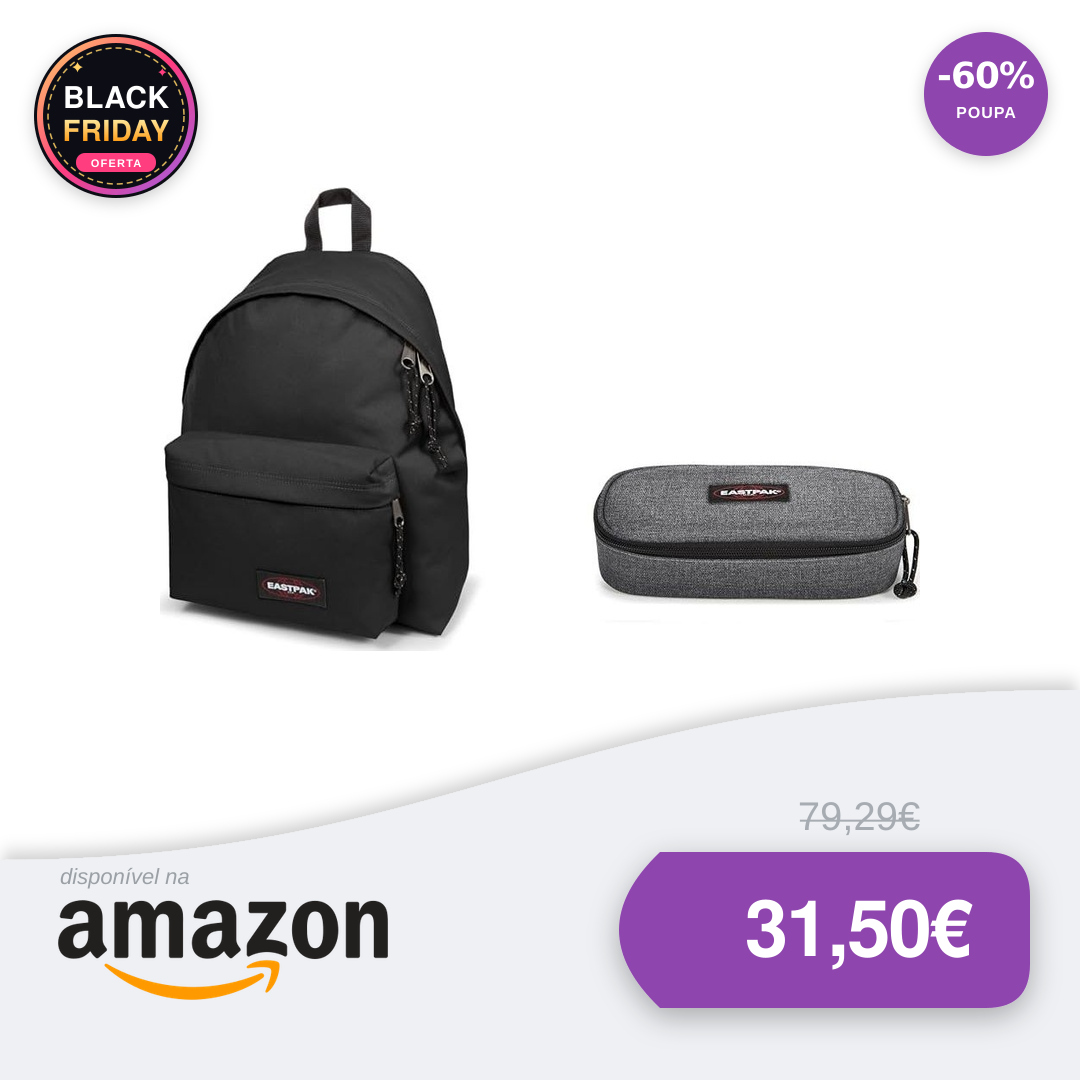 BLACK
FRIDAY
OFERTA
-60%
POUPA
EASTPAK
EASTPAK
79,29€
disponível na
amazon
31,50€